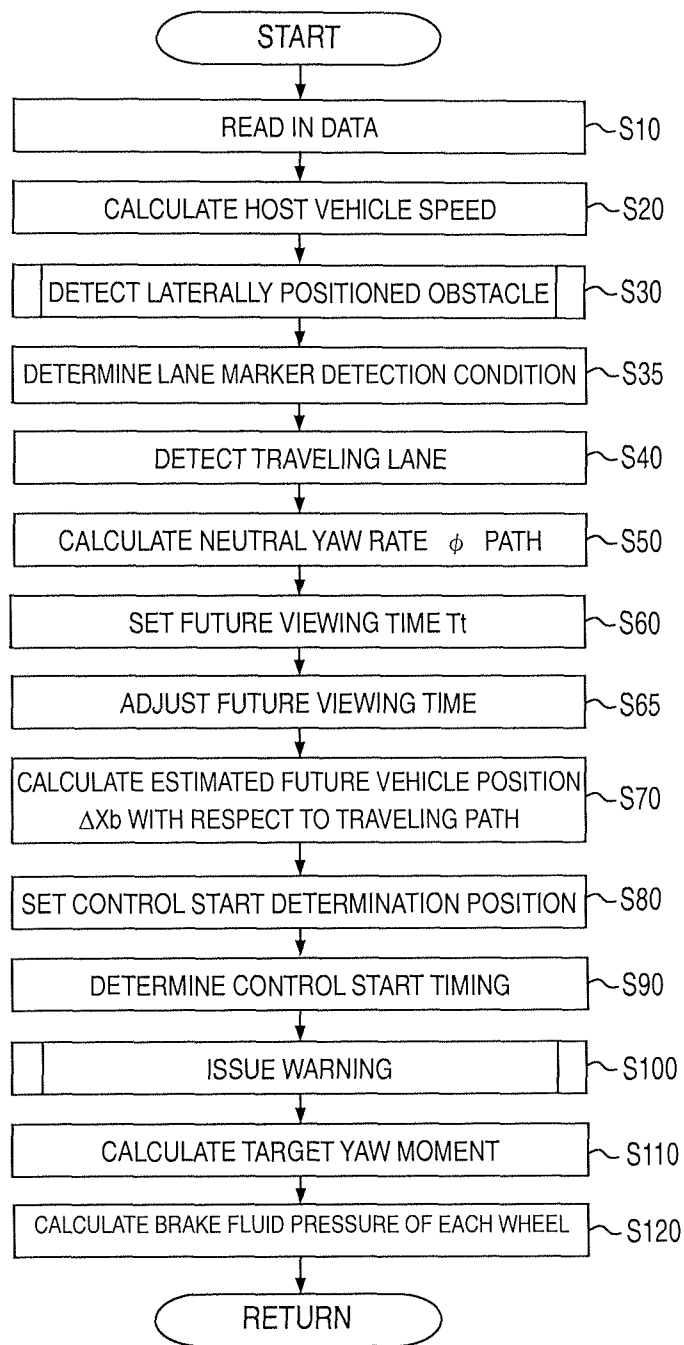 START
READ IN DATA
S10
CALCULATE HOST VEHICLE SPEED
S20
DETECT LATERALLY POSITIONED OBSTACLE
S30
DETERMINE LANE MARKER DETECTION CONDITION
S35
DETECT TRAVELING LANE
S40
CALCULATE NEUTRAL YAW RATE ϕ PATH
S50
SET FUTURE VIEWING TIME Tt
S60
ADJUST FUTURE VIEWING TIME
S65
CALCULATE ESTIMATED FUTURE VEHICLE POSITION
ΔXb WITH RESPECT TO TRAVELING PATH
S70
SET CONTROL START DETERMINATION POSITION
S80
DETERMINE CONTROL START TIMING
S90
ISSUE WARNING
S100
CALCULATE TARGET YAW MOMENT
S110
CALCULATE BRAKE FLUID PRESSURE OF EACH WHEEL
S120
RETURN